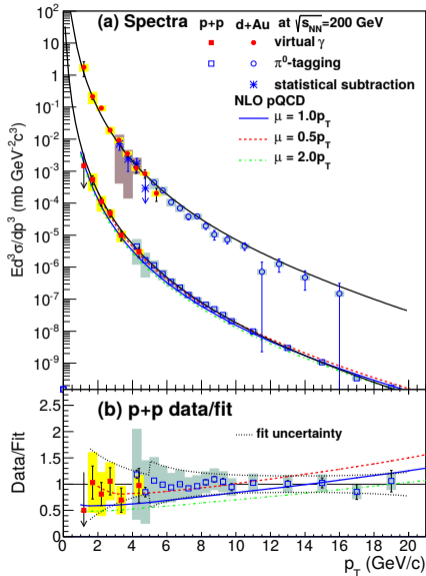 (a) Spectra p+p d+Au at √s_NN=200 GeV
virtual γ
π⁰-tagging
statistical subtraction
NLO pQCD
μ = 1.0p_T
μ = 0.5p_T
μ = 2.0p_T
Ed³σ/dp³ (mb GeV⁻²c³)
10²
10
1
10⁻¹
10⁻²
10⁻³
10⁻⁴
10⁻⁵
10⁻⁶
10⁻⁷
10⁻⁸
10⁻⁹
(b) p+p data/fit
fit uncertainty
Data/Fit
2.5
2
1.5
1
0.5
0
0 2 4 6 8 10 12 14 16 18 20
p_T (GeV/c)